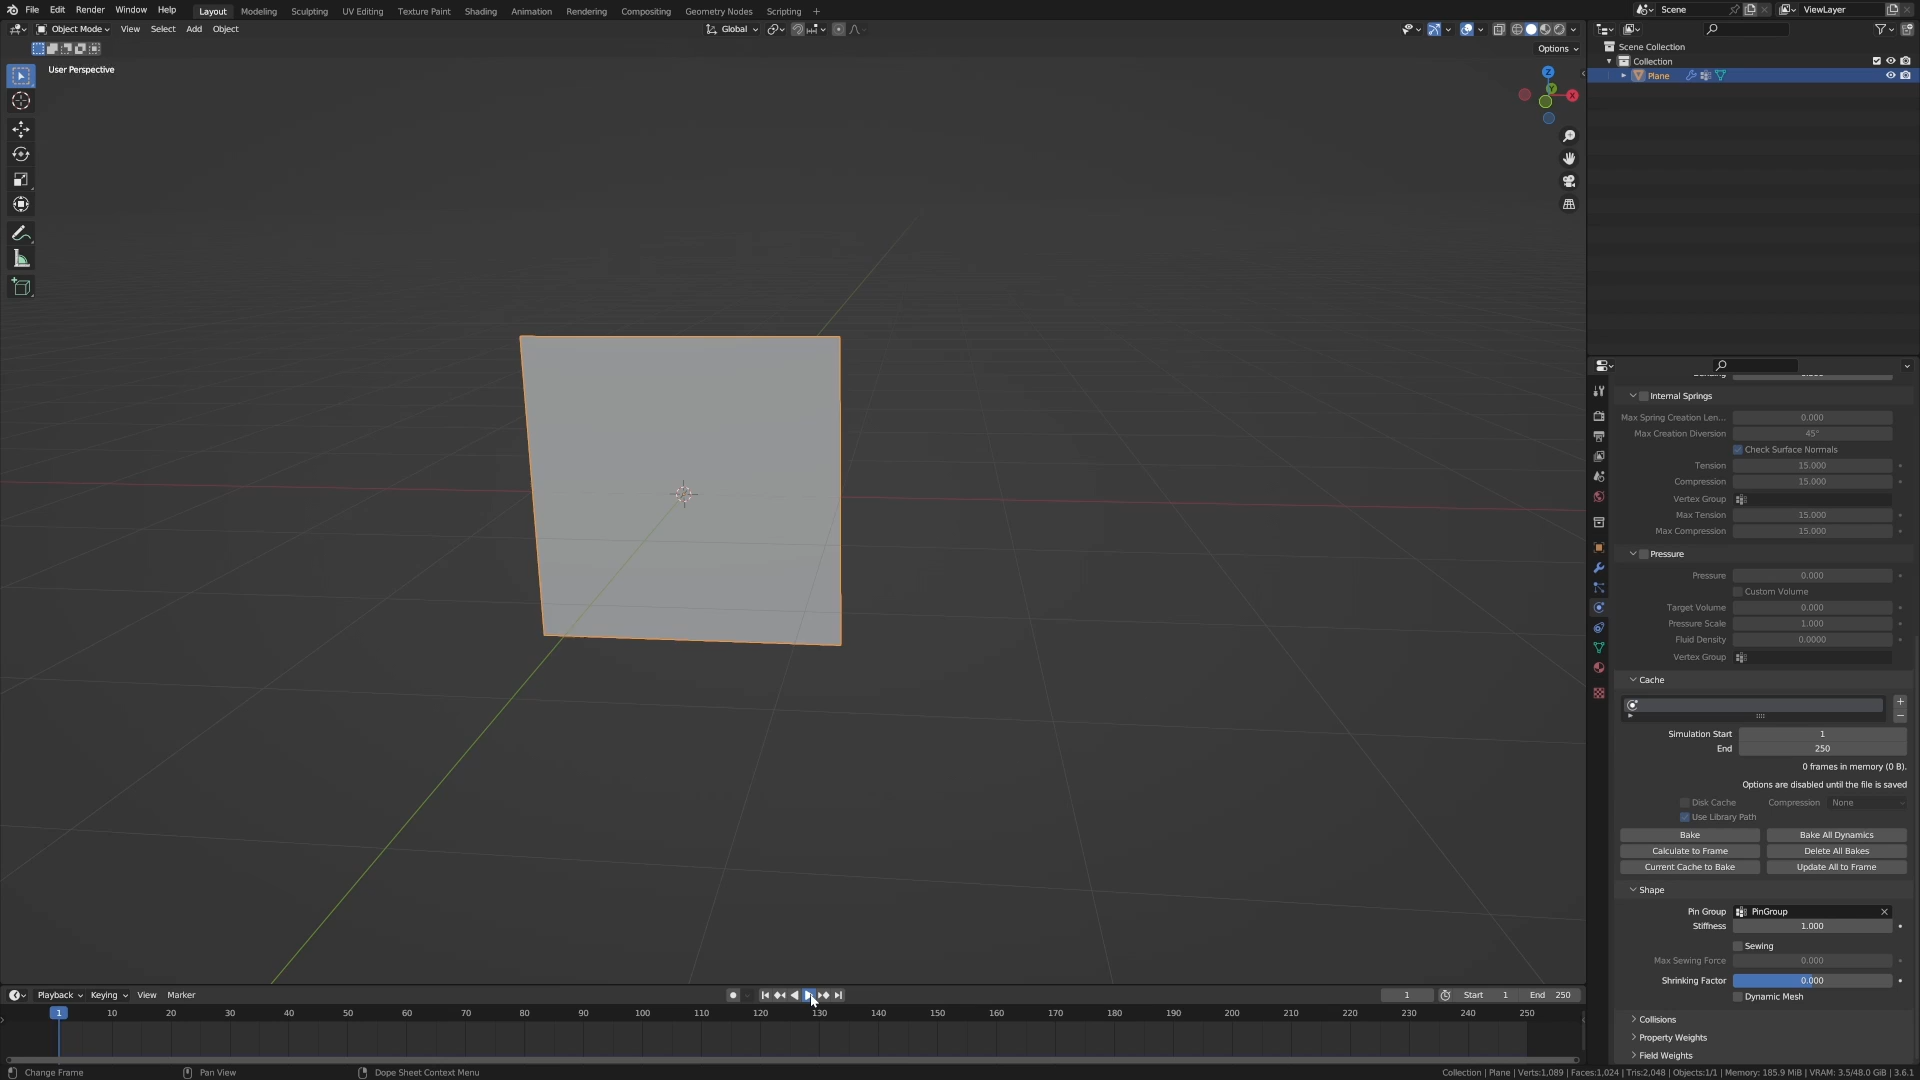 File Edit Render Window Help Layout Modeling Sculpting UV Editing Texture Paint Shading Animation Rendering Compositing Geometry Nodes Scripting + Scene ViewLayer
Object Mode View Select Add Object Global
Options
User Perspective
Z
Y
X
Scene Collection
Collection
Plane
Internal Springs
Max Spring Creation Len... 0.000
Max Creation Diversion 45°
Check Surface Normals
Tension 15.000
Compression 15.000
Vertex Group
Max Tension 15.000
Max Compression 15.000
Pressure
Pressure 0.000
Custom Volume
Target Volume 0.000
Pressure Scale 1.000
Fluid Density 0.0000
Vertex Group
Cache
Simulation Start 1
End 250
0 frames in memory (0 B).
Options are disabled until the file is saved
Disk Cache Compression None
Use Library Path
Bake Bake All Dynamics
Calculate to Frame Delete All Bakes
Current Cache to Bake Update All to Frame
Shape
Pin Group PinGroup
Stiffness 1.000
Sewing
Max Sewing Force 0.000
Shrinking Factor 0.000
Dynamic Mesh
Collisions
Property Weights
Field Weights
Playback Keying View Marker 1 Start 1 End 250
1 10 20 30 40 50 60 70 80 90 100 110 120 130 140 150 160 170 180 190 200 210 220 230 240 250
Change Frame Pan View Dope Sheet Context Menu Collection | Plane | Verts:1,089 | Faces:1,024 | Tris:2,048 | Objects:1/1 | Memory: 185.9 MiB | VRAM: 3.5/48.0 GiB | 3.6.1